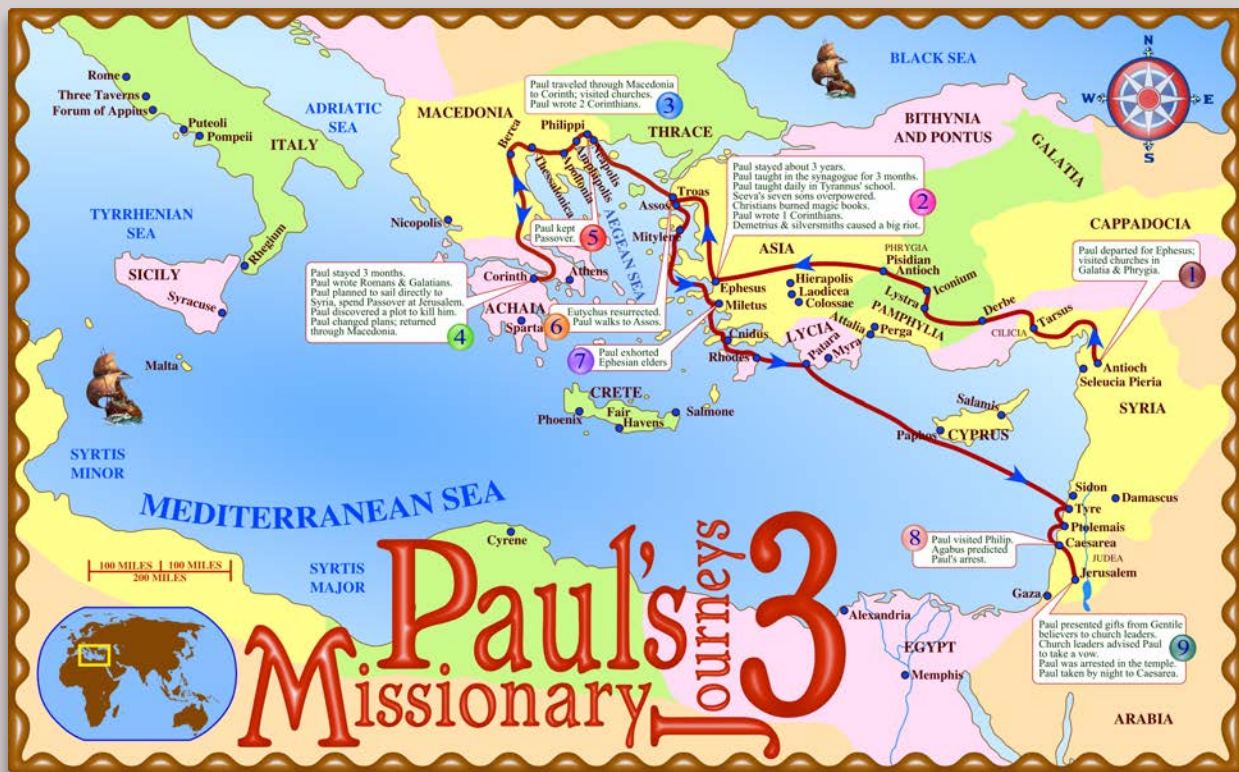 BLACK SEA
N
W
E
S
Rome
Three Taverns
Forum of Appius
Puteoli
Pompeii
ITALY
ADRIATIC
SEA
MACEDONIA
Paul traveled through Macedonia
to Corinth; visited churches.
Paul wrote 2 Corinthians.
3
THRACE
BITHYNIA
AND PONTUS
GALATIA
Philippi
Neapolis
Berea
Amphipolis
Apollonia
Thessalonica
AEGEAN SEA
TYRRHENIAN
SEA
SICILY
Rhegium
Syracuse
Nicopolis
Paul kept
Passover.
5
Troas
Assos
Mitylene
Paul stayed about 3 years.
Paul taught in the synagogue for 3 months.
Paul taught daily in Tyrannus' school.
Sceva's seven sons overpowered.
Christians burned magic books.
Paul wrote 1 Corinthians.
Demetrius & silversmiths caused a big riot.
2
CAPPADOCIA
Paul departed for Ephesus;
visited churches in
Galatia & Phrygia.
1
ASIA
PHRYGIA
Pisidian
Antioch
Iconium
Lystra
Derbe
Tarsus
CILICIA
PAMPHYLIA
Hierapolis
Laodicea
Colossae
Ephesus
Miletus
Attalia
Perga
LYCIA
Patara
Myra
Cnidus
Rhodes
Antioch
Seleucia Pieria
SYRIA
Paul stayed 3 months.
Paul wrote Romans & Galatians.
Paul planned to sail directly to
Syria, spend Passover at Jerusalem.
Paul discovered a plot to kill him.
Paul changed plans; returned
through Macedonia.
4
Corinth
Athens
ACHAIA
Sparta
6
Eutychus resurrected.
Paul walks to Assos.
7
Paul exhorted
Ephesian elders
Malta
CRETE
Phoenix
Fair
Havens
Salmone
Salamis
Paphos
CYPRUS
SYRTIS
MINOR
MEDITERRANEAN SEA
Cyrene
SYRTIS
MAJOR
100 MILES
100 MILES
200 MILES
Sidon
Damascus
Tyre
Ptolemais
Caesarea
JUDEA
Jerusalem
Gaza
8
Paul visited Philip.
Agabus predicted
Paul's arrest.
Paul presented gifts from Gentile
believers to church leaders.
Church leaders advised Paul
to take a vow.
Paul was arrested in the temple.
Paul taken by night to Caesarea.
9
Alexandria
EGYPT
Memphis
ARABIA
Paul's
Missionary
Journeys
3